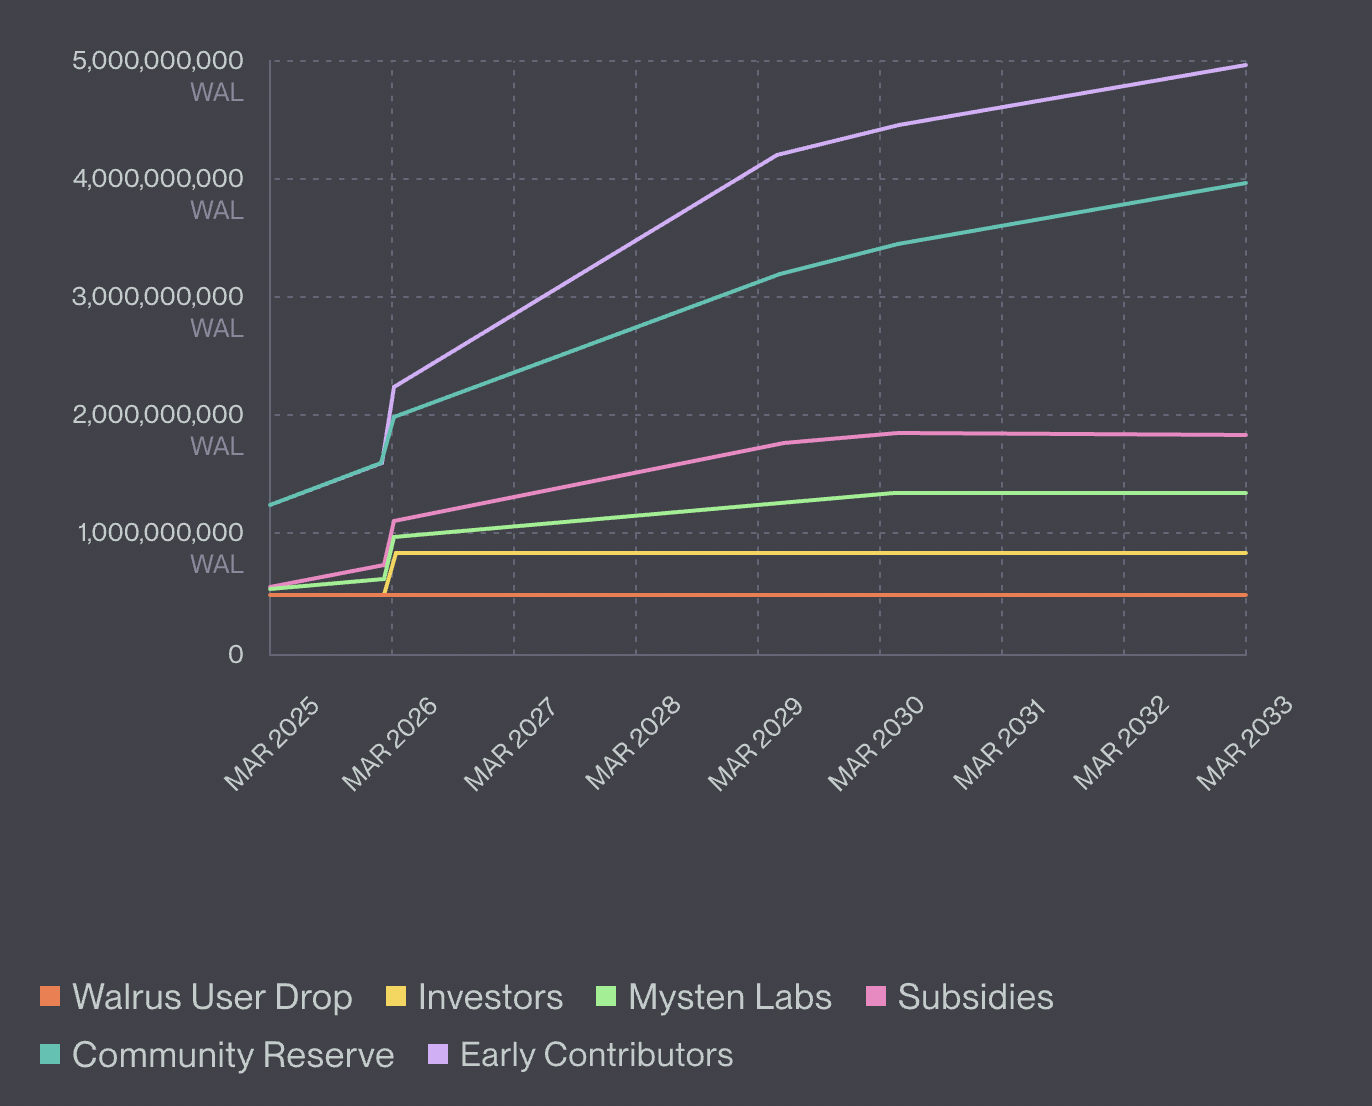 5,000,000,000
WAL
4,000,000,000
WAL
3,000,000,000
WAL
2,000,000,000
WAL
1,000,000,000
WAL
0
MAR 2025
MAR 2026
MAR 2027
MAR 2028
MAR 2029
MAR 2030
MAR 2031
MAR 2032
MAR 2033
Walrus User Drop Investors Mysten Labs Subsidies
Community Reserve Early Contributors